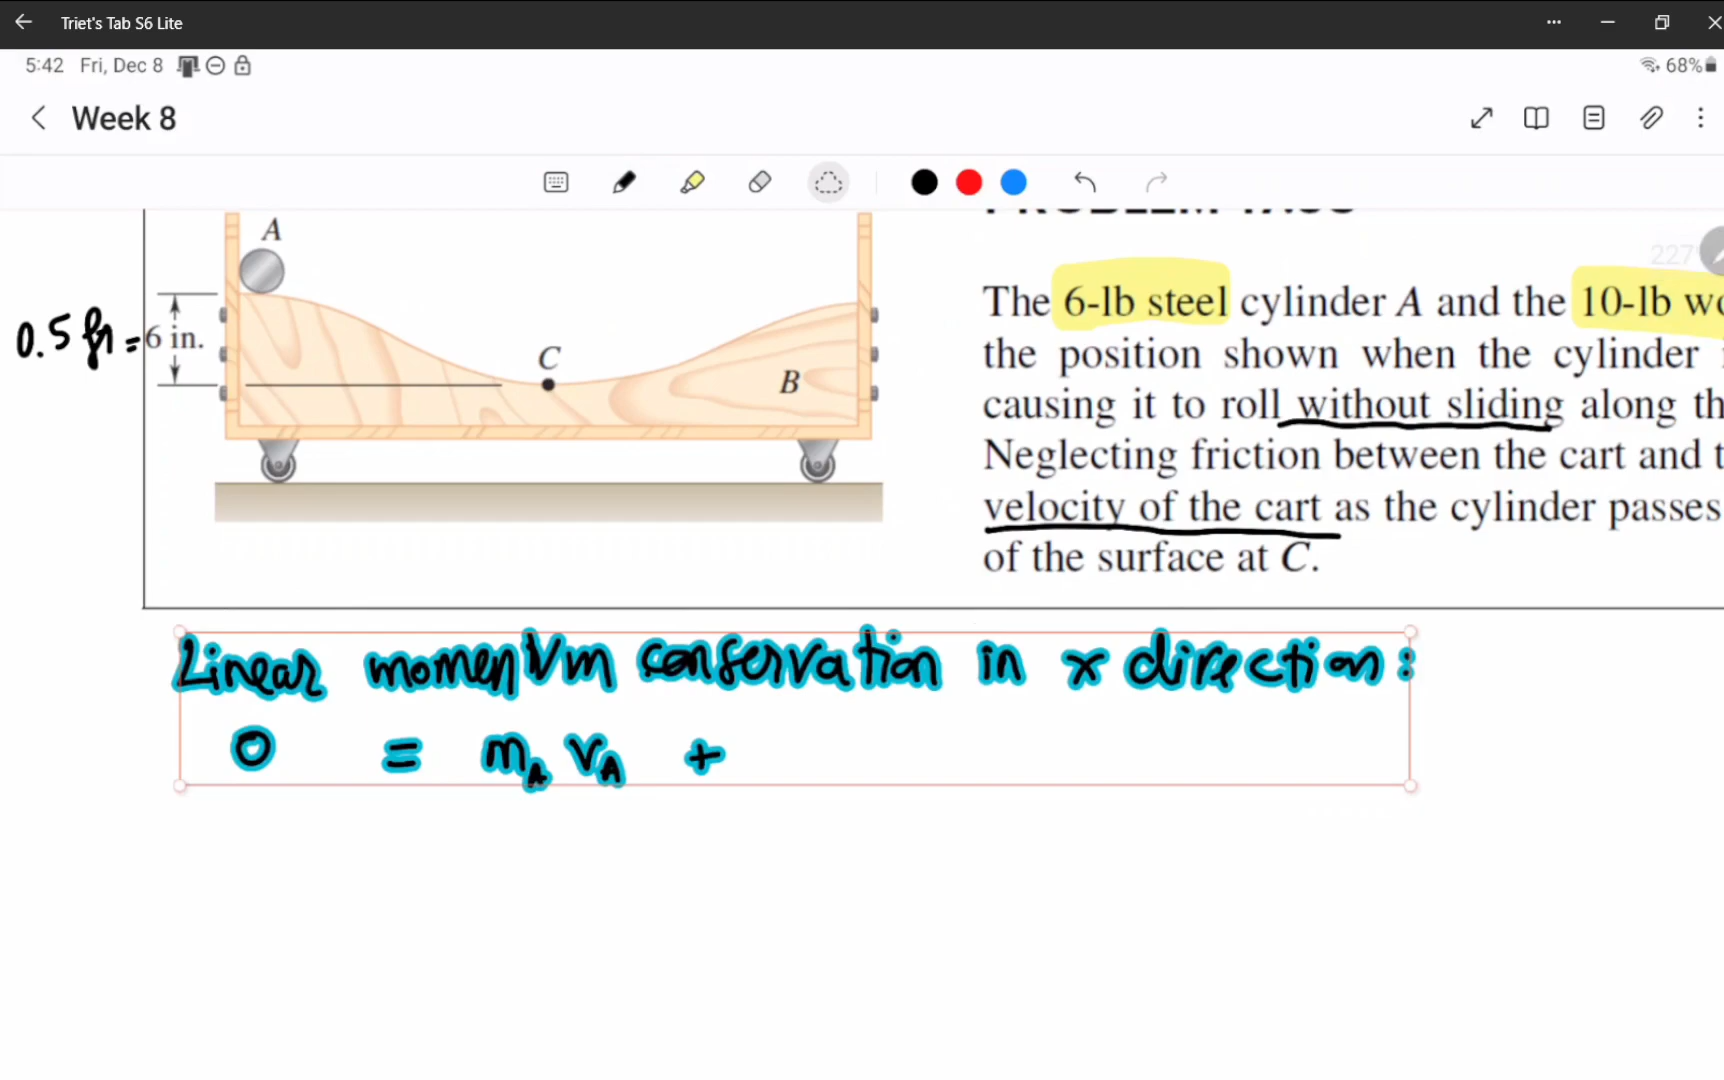 Triet's Tab S6 Lite
5:42 Fri, Dec 8
68%
Week 8
A
0.5 ft = 6 in.
C
B
227
The 6-lb steel cylinder A and the 10-lb
the position shown when the cylinder
causing it to roll without sliding along
Neglecting friction between the cart and
velocity of the cart as the cylinder passes
of the surface at C.
Linear momentum conservation in x direction:
0 = mA vA +